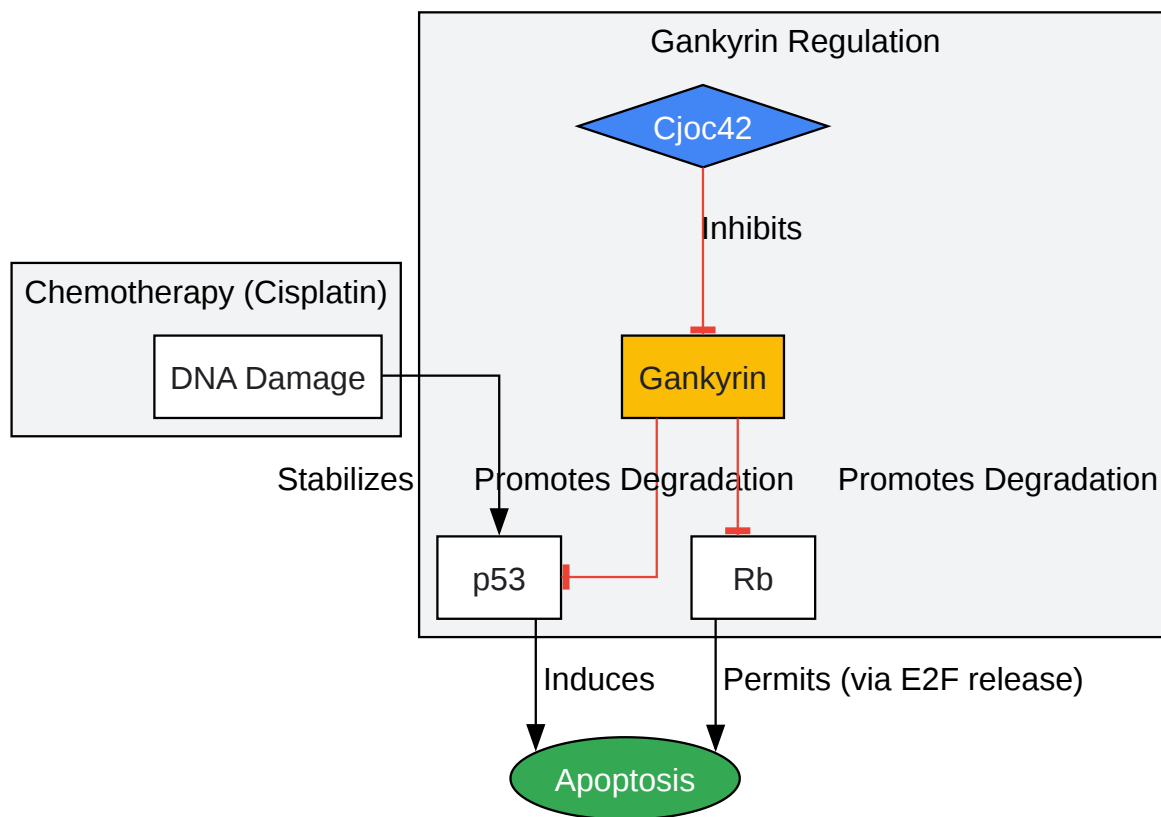 Gankyrin Regulation
Cjoc42
Inhibits
Chemotherapy (Cisplatin)
DNA Damage
Gankyrin
Stabilizes
Promotes Degradation
Promotes Degradation
p53
Rb
Induces
Permits (via E2F release)
Apoptosis